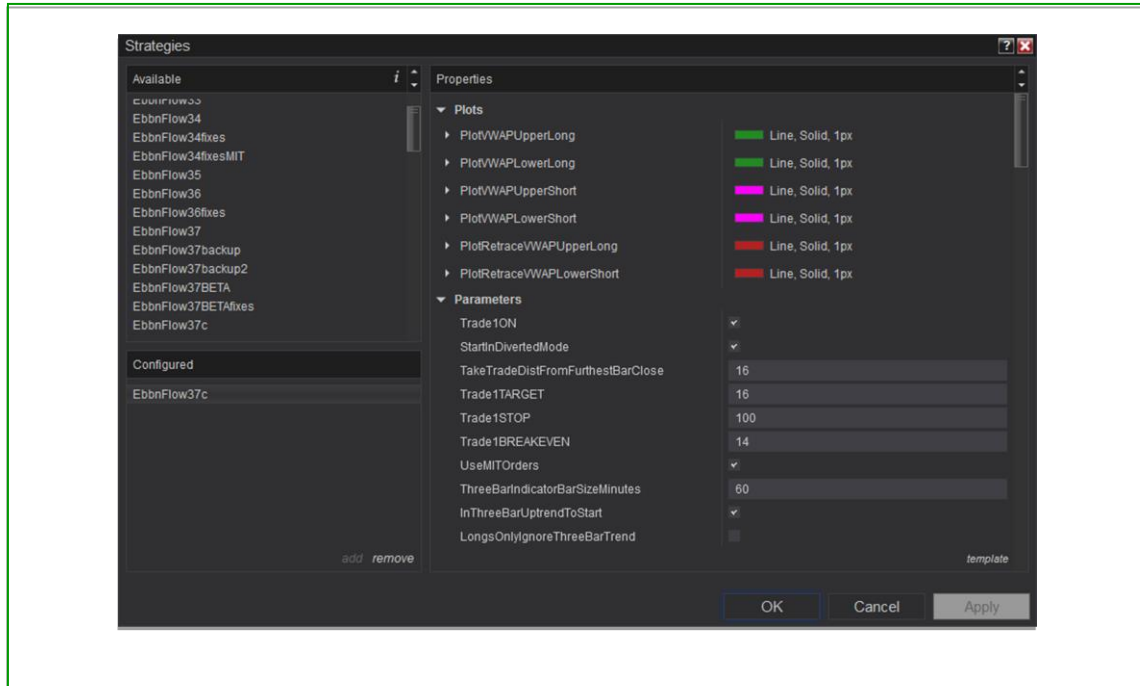 Strategies
?
Available i
EbbnFlow33
EbbnFlow34
EbbnFlow34fixes
EbbnFlow34fixesMIT
EbbnFlow35
EbbnFlow36
EbbnFlow36fixes
EbbnFlow37
EbbnFlow37backup
EbbnFlow37backup2
EbbnFlow37BETA
EbbnFlow37BETAfixes
EbbnFlow37c
Configured
EbbnFlow37c
add remove
Properties
Plots
PlotVWAPUpperLong Line, Solid, 1px
PlotVWAPLowerLong Line, Solid, 1px
PlotVWAPUpperShort Line, Solid, 1px
PlotVWAPLowerShort Line, Solid, 1px
PlotRetraceVWAPUpperLong Line, Solid, 1px
PlotRetraceVWAPLowerShort Line, Solid, 1px
Parameters
Trade1ON
StartInDivertedMode
TakeTradeDistFromFurthestBarClose 16
Trade1TARGET 16
Trade1STOP 100
Trade1BREAKEVEN 14
UseMITOrders
ThreeBarIndicatorBarSizeMinutes 60
InThreeBarUptrendToStart
LongsOnlyIgnoreThreeBarTrend
template
OK Cancel Apply